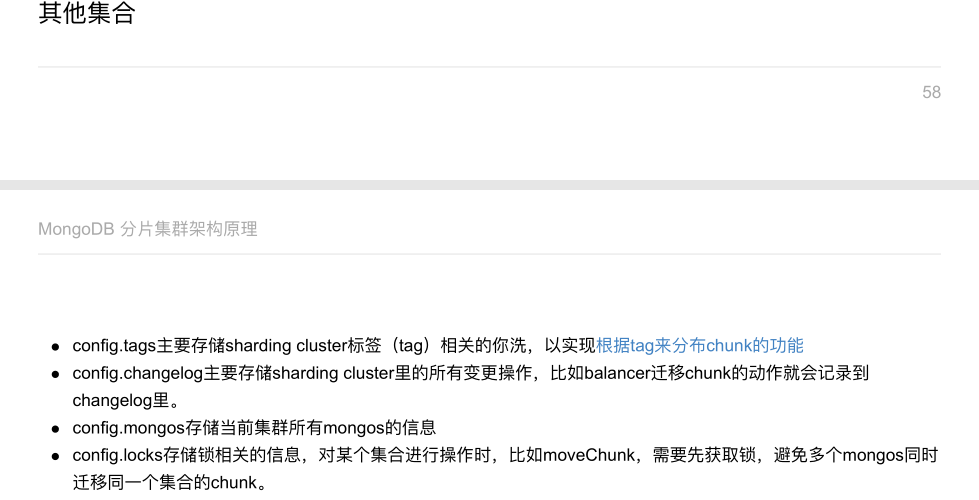 其他集合
58
MongoDB 分片集群架构原理
● config.tags主要存储sharding cluster标签（tag）相关的你洗，以实现根据tag来分布chunk的功能
● config.changelog主要存储sharding cluster里的所有变更操作，比如balancer迁移chunk的动作就会记录到
changelog里。
● config.mongos存储当前集群所有mongos的信息
● config.locks存储锁相关的信息，对某个集合进行操作时，比如moveChunk，需要先获取锁，避免多个mongos同时
迁移同一个集合的chunk。